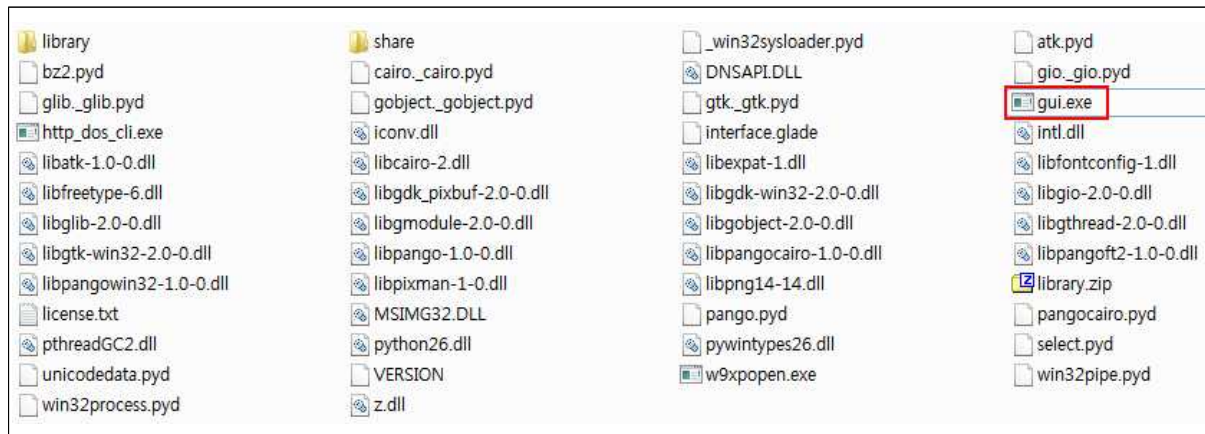 library share _win32sysloader.pyd atk.pyd
bz2.pyd cairo._cairo.pyd DNSAPI.DLL gio._gio.pyd
glib._glib.pyd gobject._gobject.pyd gtk._gtk.pyd gui.exe
http_dos_cli.exe iconv.dll interface.glade intl.dll
libatk-1.0-0.dll libcairo-2.dll libexpat-1.dll libfontconfig-1.dll
libfreetype-6.dll libgdk_pixbuf-2.0-0.dll libgdk-win32-2.0-0.dll libgio-2.0-0.dll
libglib-2.0-0.dll libgmodule-2.0-0.dll libgobject-2.0-0.dll libgthread-2.0-0.dll
libgtk-win32-2.0-0.dll libpango-1.0-0.dll libpangocairo-1.0-0.dll libpangoft2-1.0-0.dll
libpangowin32-1.0-0.dll libpixman-1-0.dll libpng14-14.dll library.zip
license.txt MSIMG32.DLL pango.pyd pangocairo.pyd
pthreadGC2.dll python26.dll pywintypes26.dll select.pyd
unicodedata.pyd VERSION w9xpopen.exe win32pipe.pyd
win32process.pyd z.dll